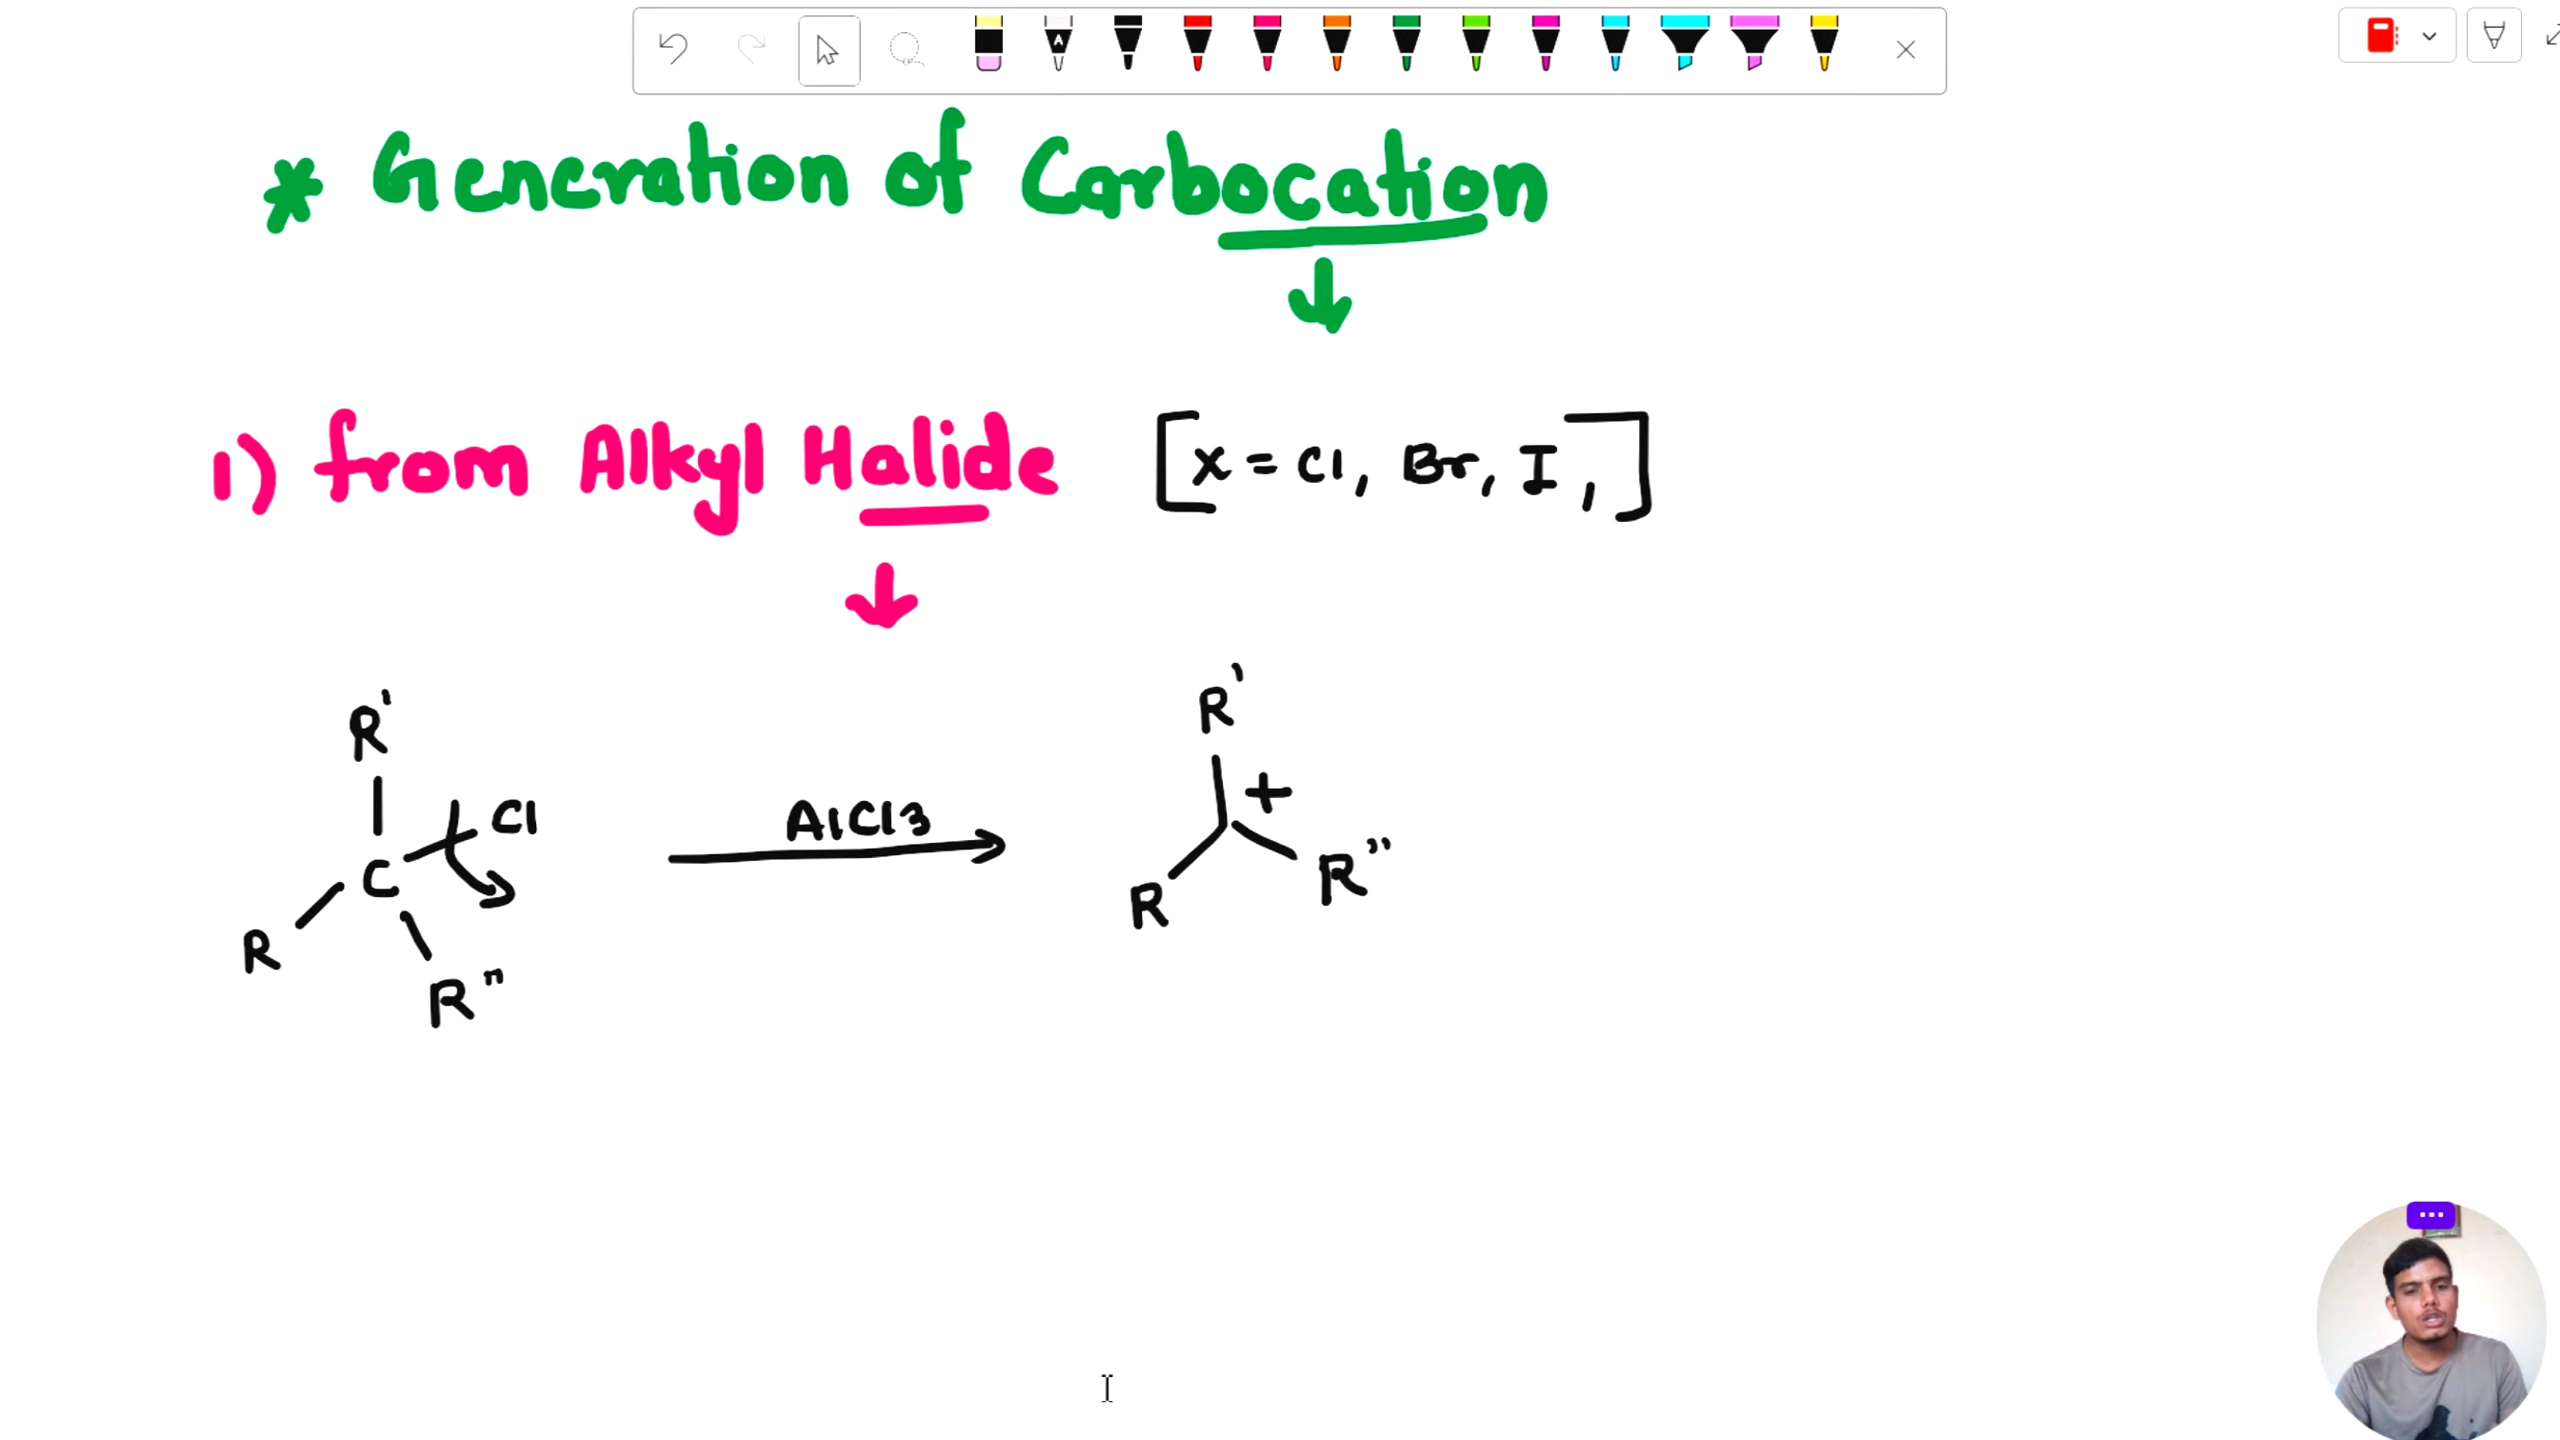 * Generation of Carbocation
↓
1) from Alkyl Halide [x = Cl, Br, I,]
↓
R' R'
Cl AlCl3 +
C R"
R R
R"